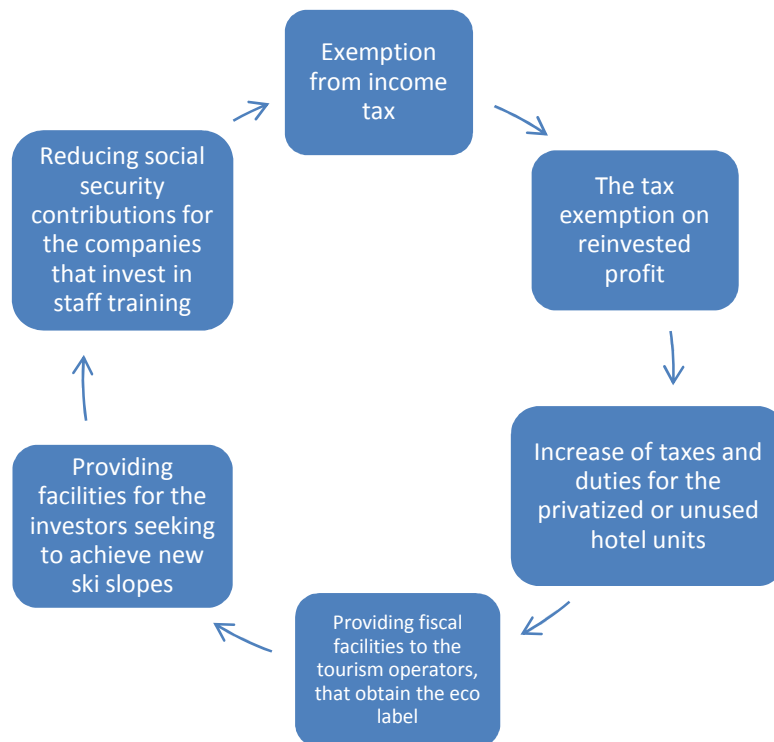 Exemption
from income
tax
The tax
exemption on
reinvested
profit
Increase of taxes and
duties for the
privatized or unused
hotel units
Providing fiscal
facilities to the
tourism operators,
that obtain the eco
label
Providing
facilities for the
investors seeking
to achieve new
ski slopes
Reducing social
security
contributions for
the companies
that invest in
staff training